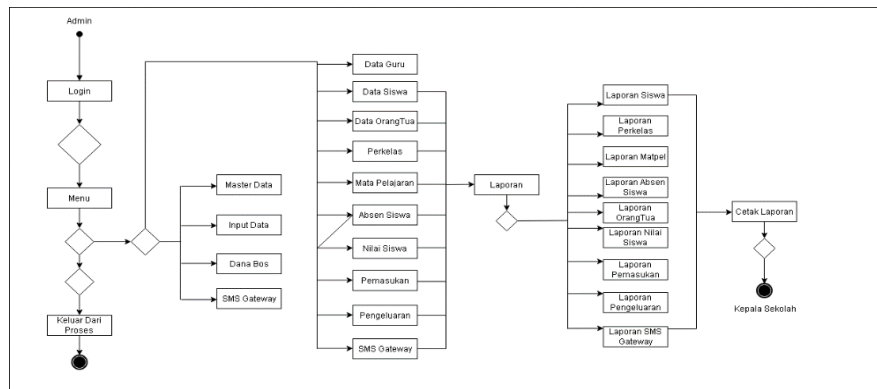 Admin
Login
Menu
Keluar Dari
Proses
Master Data
Input Data
Dana Bos
SMS Gateway
Data Guru
Data Siswa
Data OrangTua
Perkelas
Mata Pelajaran
Absen Siswa
Nilai Siswa
Pemasukan
Pengeluaran
SMS Gateway
Laporan
Laporan Siswa
Laporan
Perkelas
Laporan Matpel
Laporan Absen
Siswa
Laporan
OrangTua
Laporan Nilai
Siswa
Laporan
Pemasukan
Laporan
Pengeluaran
Laporan SMS
Gateway
Cetak Laporan
Kepala Sekolah